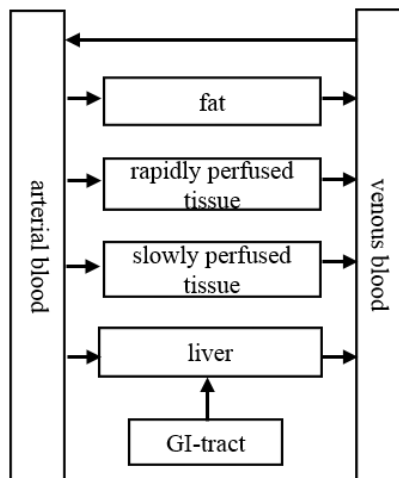 arterial blood
fat
rapidly perfused
tissue
slowly perfused
tissue
liver
GI-tract
venous blood